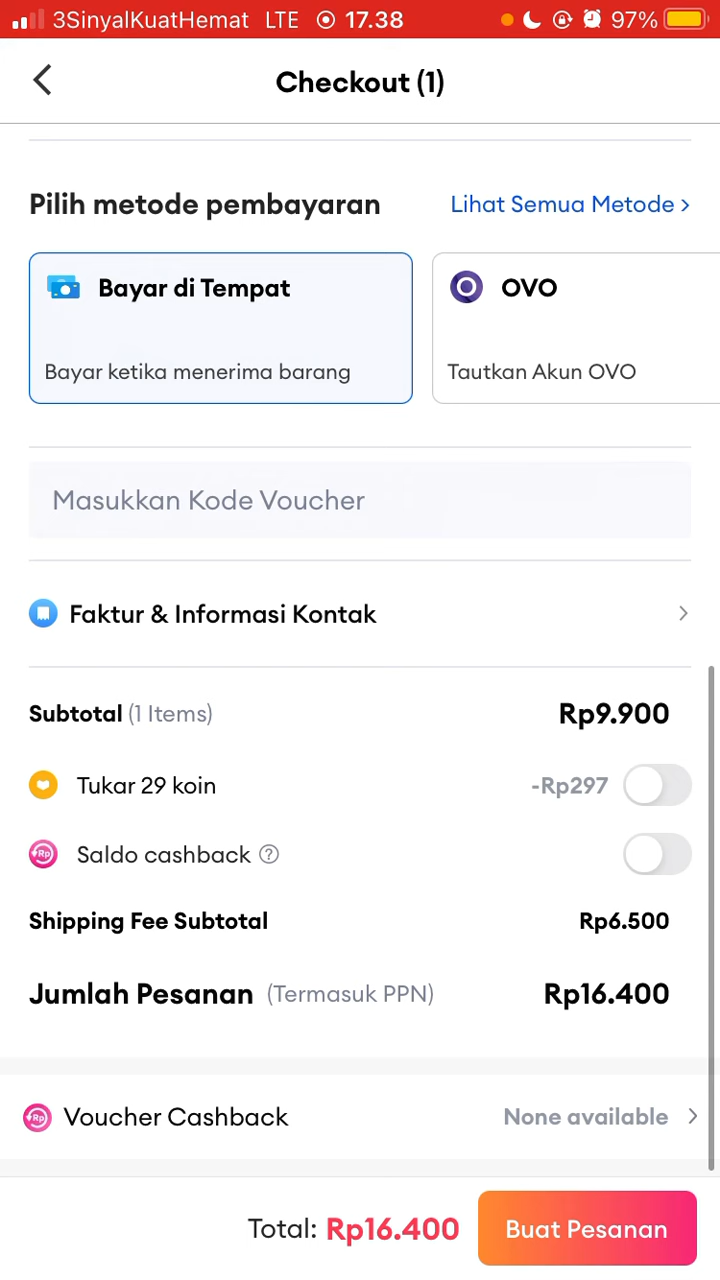 3SinyalKuatHemat LTE 17.38 97%
Checkout (1)
Pilih metode pembayaran Lihat Semua Metode >
Bayar di Tempat OVO
Bayar ketika menerima barang Tautkan Akun OVO
Masukkan Kode Voucher
Faktur & Informasi Kontak
Subtotal (1 Items) Rp9.900
Tukar 29 koin -Rp297
Rp Saldo cashback ?
Shipping Fee Subtotal Rp6.500
Jumlah Pesanan (Termasuk PPN) Rp16.400
Rp Voucher Cashback None available
Total: Rp16.400 Buat Pesanan